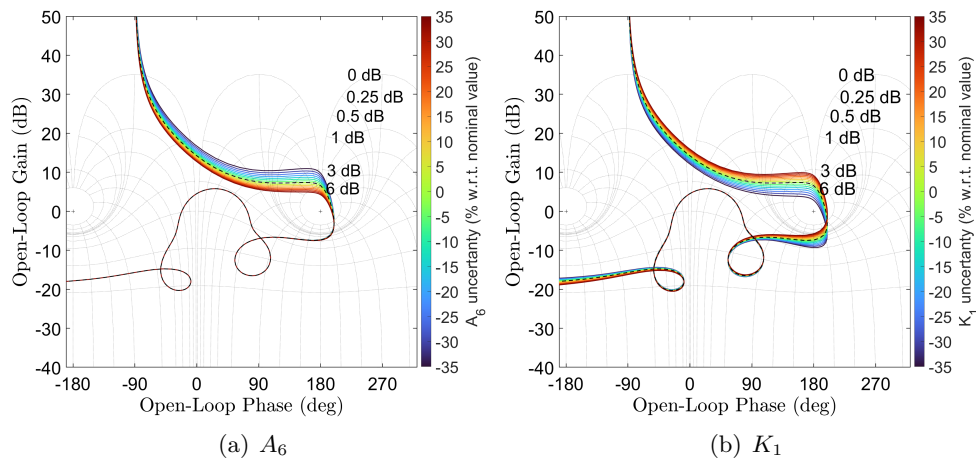 50
40
30
20
10
0
-10
-20
-30
-40
Open-Loop Gain (dB)
-180 -90 0 90 180 270
Open-Loop Phase (deg)
0 dB
0.25 dB
0.5 dB
1 dB
3 dB
6 dB
35
30
25
20
15
10
5
0
-5
-10
-15
-20
-25
-30
-35
A6 uncertainty (% w.r.t. nominal value)
(a) A6
50
40
30
20
10
0
-10
-20
-30
-40
Open-Loop Gain (dB)
-180 -90 0 90 180 270
Open-Loop Phase (deg)
0 dB
0.25 dB
0.5 dB
1 dB
3 dB
6 dB
35
30
25
20
15
10
5
0
-5
-10
-15
-20
-25
-30
-35
K1 uncertainty (% w.r.t. nominal value)
(b) K1